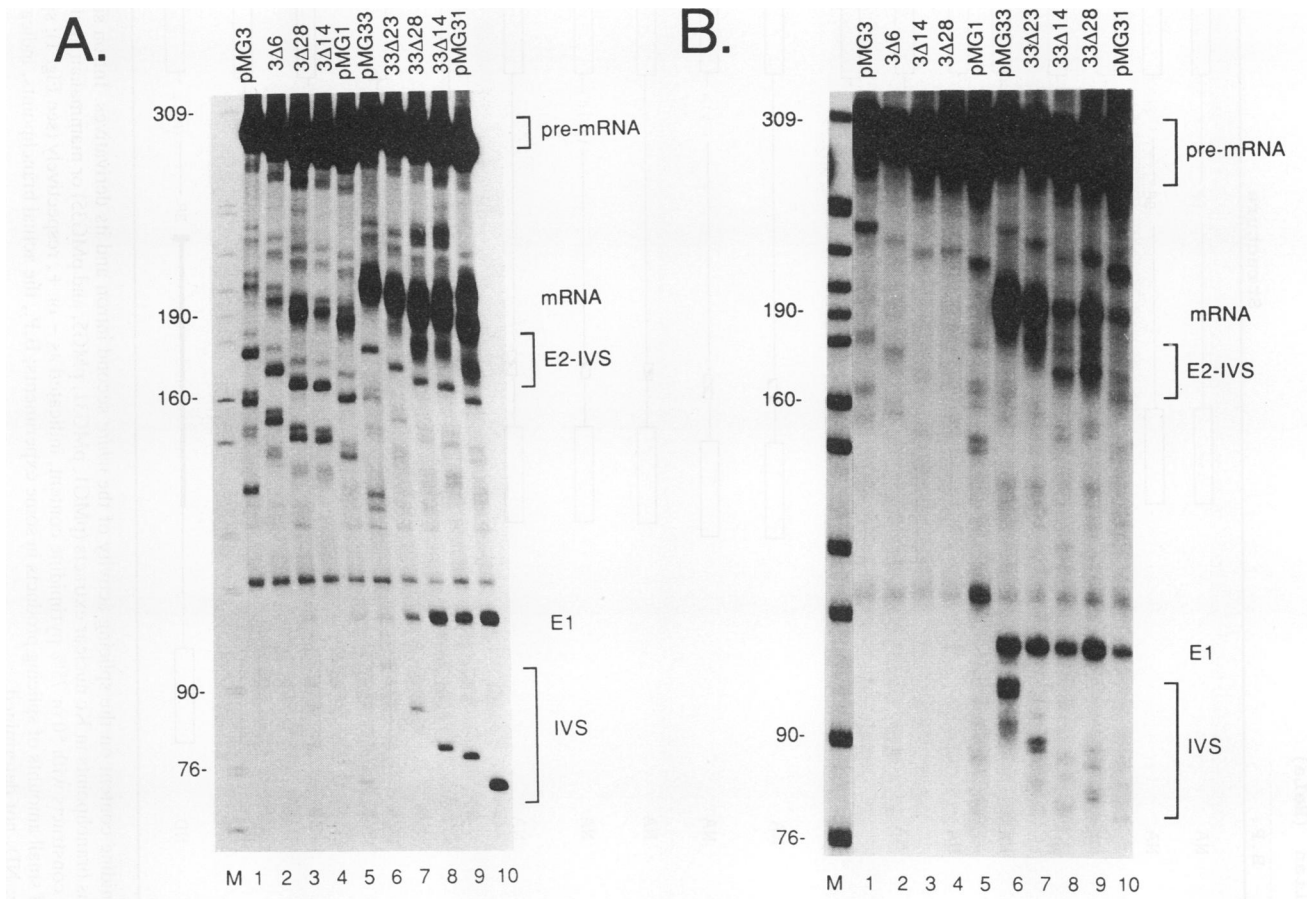 A.
pMG3
3Δ6
3Δ28
3Δ14
pMG1
pMG33
33Δ23
33Δ28
33Δ14
pMG31
309-
190-
160-
90-
76-
pre-mRNA
mRNA
E2-IVS
E1
IVS
M 1 2 3 4 5 6 7 8 9 10
B.
pMG3
3Δ6
3Δ14
3Δ28
pMG1
pMG33
33Δ23
33Δ14
33Δ28
pMG31
309-
190-
160-
90-
76-
pre-mRNA
mRNA
E2-IVS
E1
IVS
M 1 2 3 4 5 6 7 8 9 10